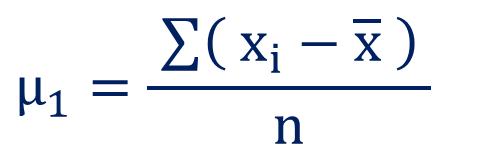 μ₁ = ∑( xᵢ − x̅ ) / n